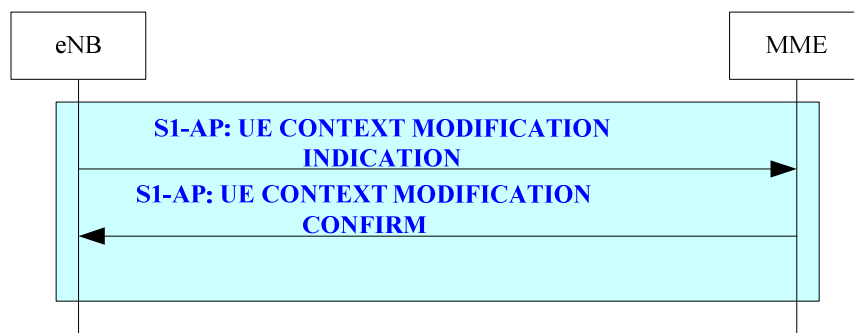 eNB
MME
S1-AP: UE CONTEXT MODIFICATION
INDICATION
S1-AP: UE CONTEXT MODIFICATION
CONFIRM